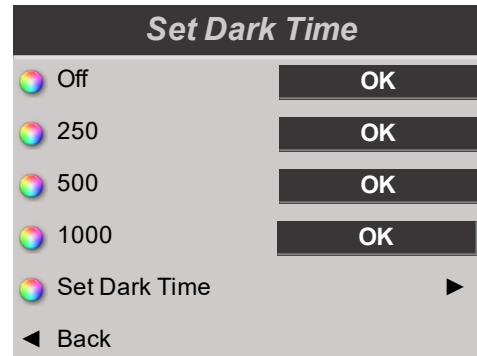 Set Dark Time
Off OK
250 OK
500 OK
1000 OK
Set Dark Time ►
◄ Back